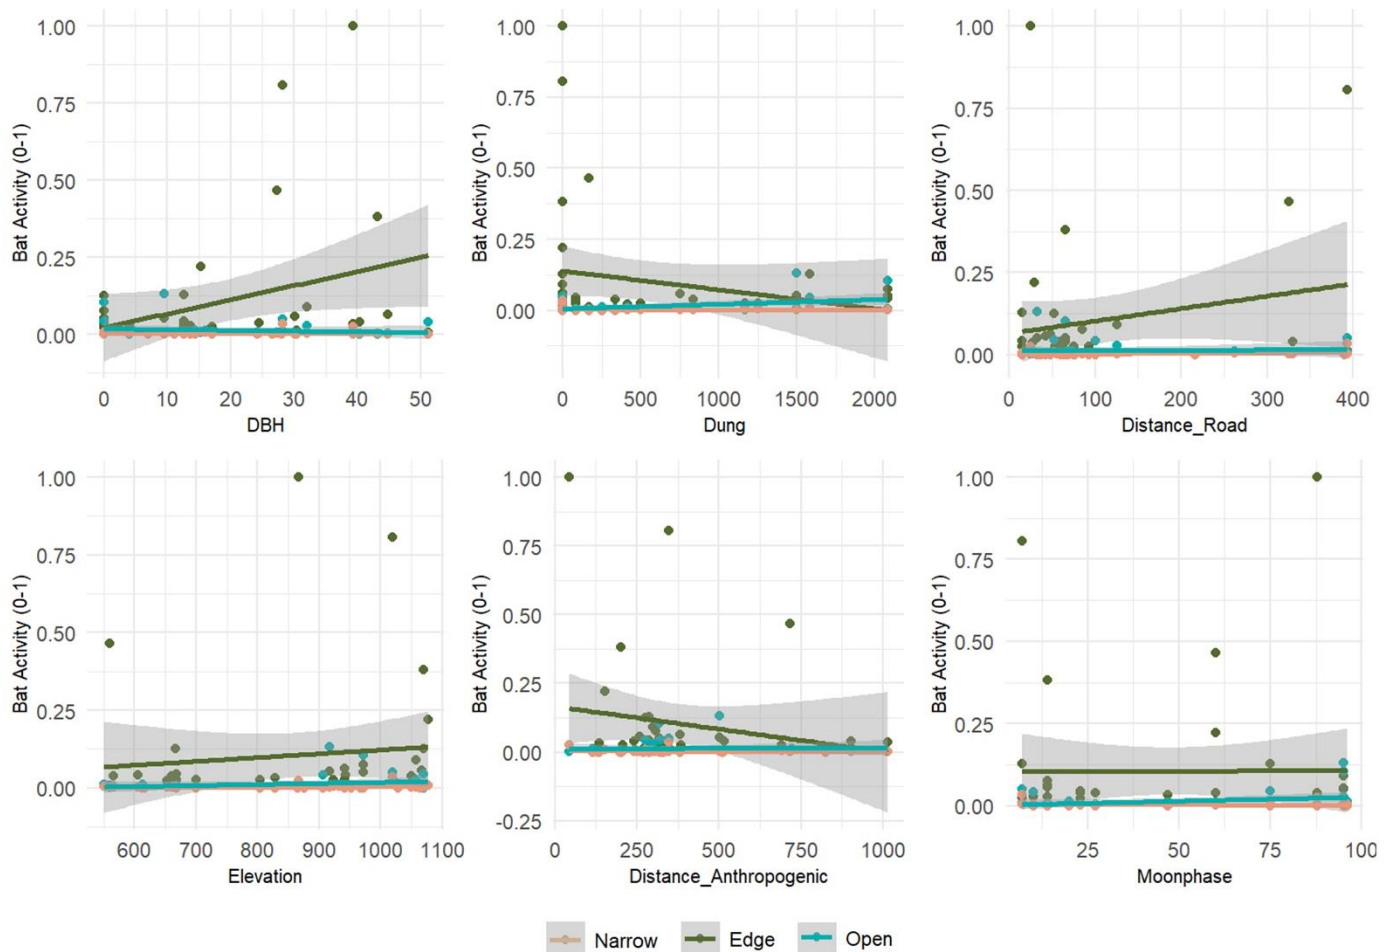 1.00
0.75
0.50
0.25
0.00
Bat Activity (0-1)
0 10 20 30 40 50
DBH
1.00
0.75
0.50
0.25
0.00
Bat Activity (0-1)
0 500 1000 1500 2000
Dung
1.00
0.75
0.50
0.25
0.00
Bat Activity (0-1)
0 100 200 300 400
Distance_Road
1.00
0.75
0.50
0.25
0.00
Bat Activity (0-1)
600 700 800 900 1000 1100
Elevation
1.00
0.75
0.50
0.25
0.00
-0.25
Bat Activity (0-1)
0 250 500 750 1000
Distance_Anthropogenic
1.00
0.75
0.50
0.25
0.00
Bat Activity (0-1)
25 50 75 100
Moonphase
Narrow Edge Open